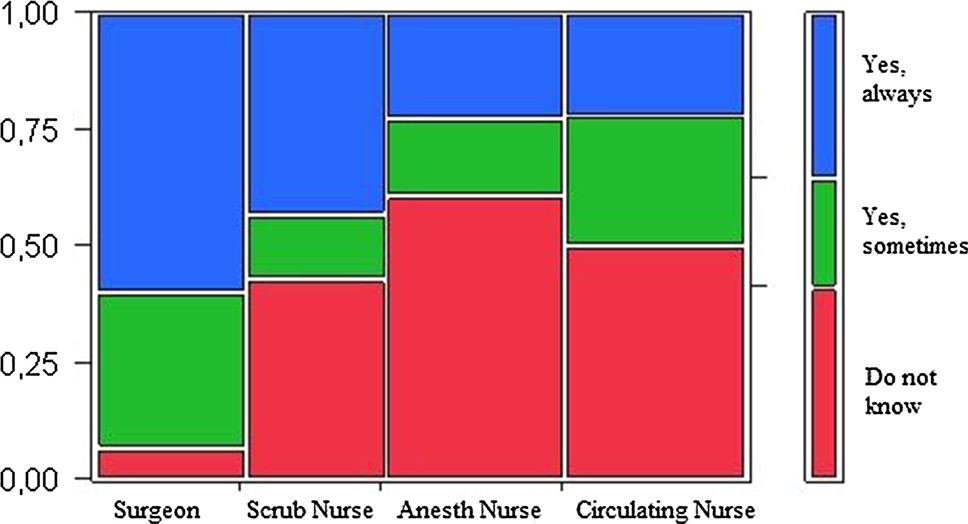 1,00
0,75
0,50
0,25
0,00
Surgeon Scrub Nurse Anesth Nurse Circulating Nurse
Yes,
always
Yes,
sometimes
Do not
know